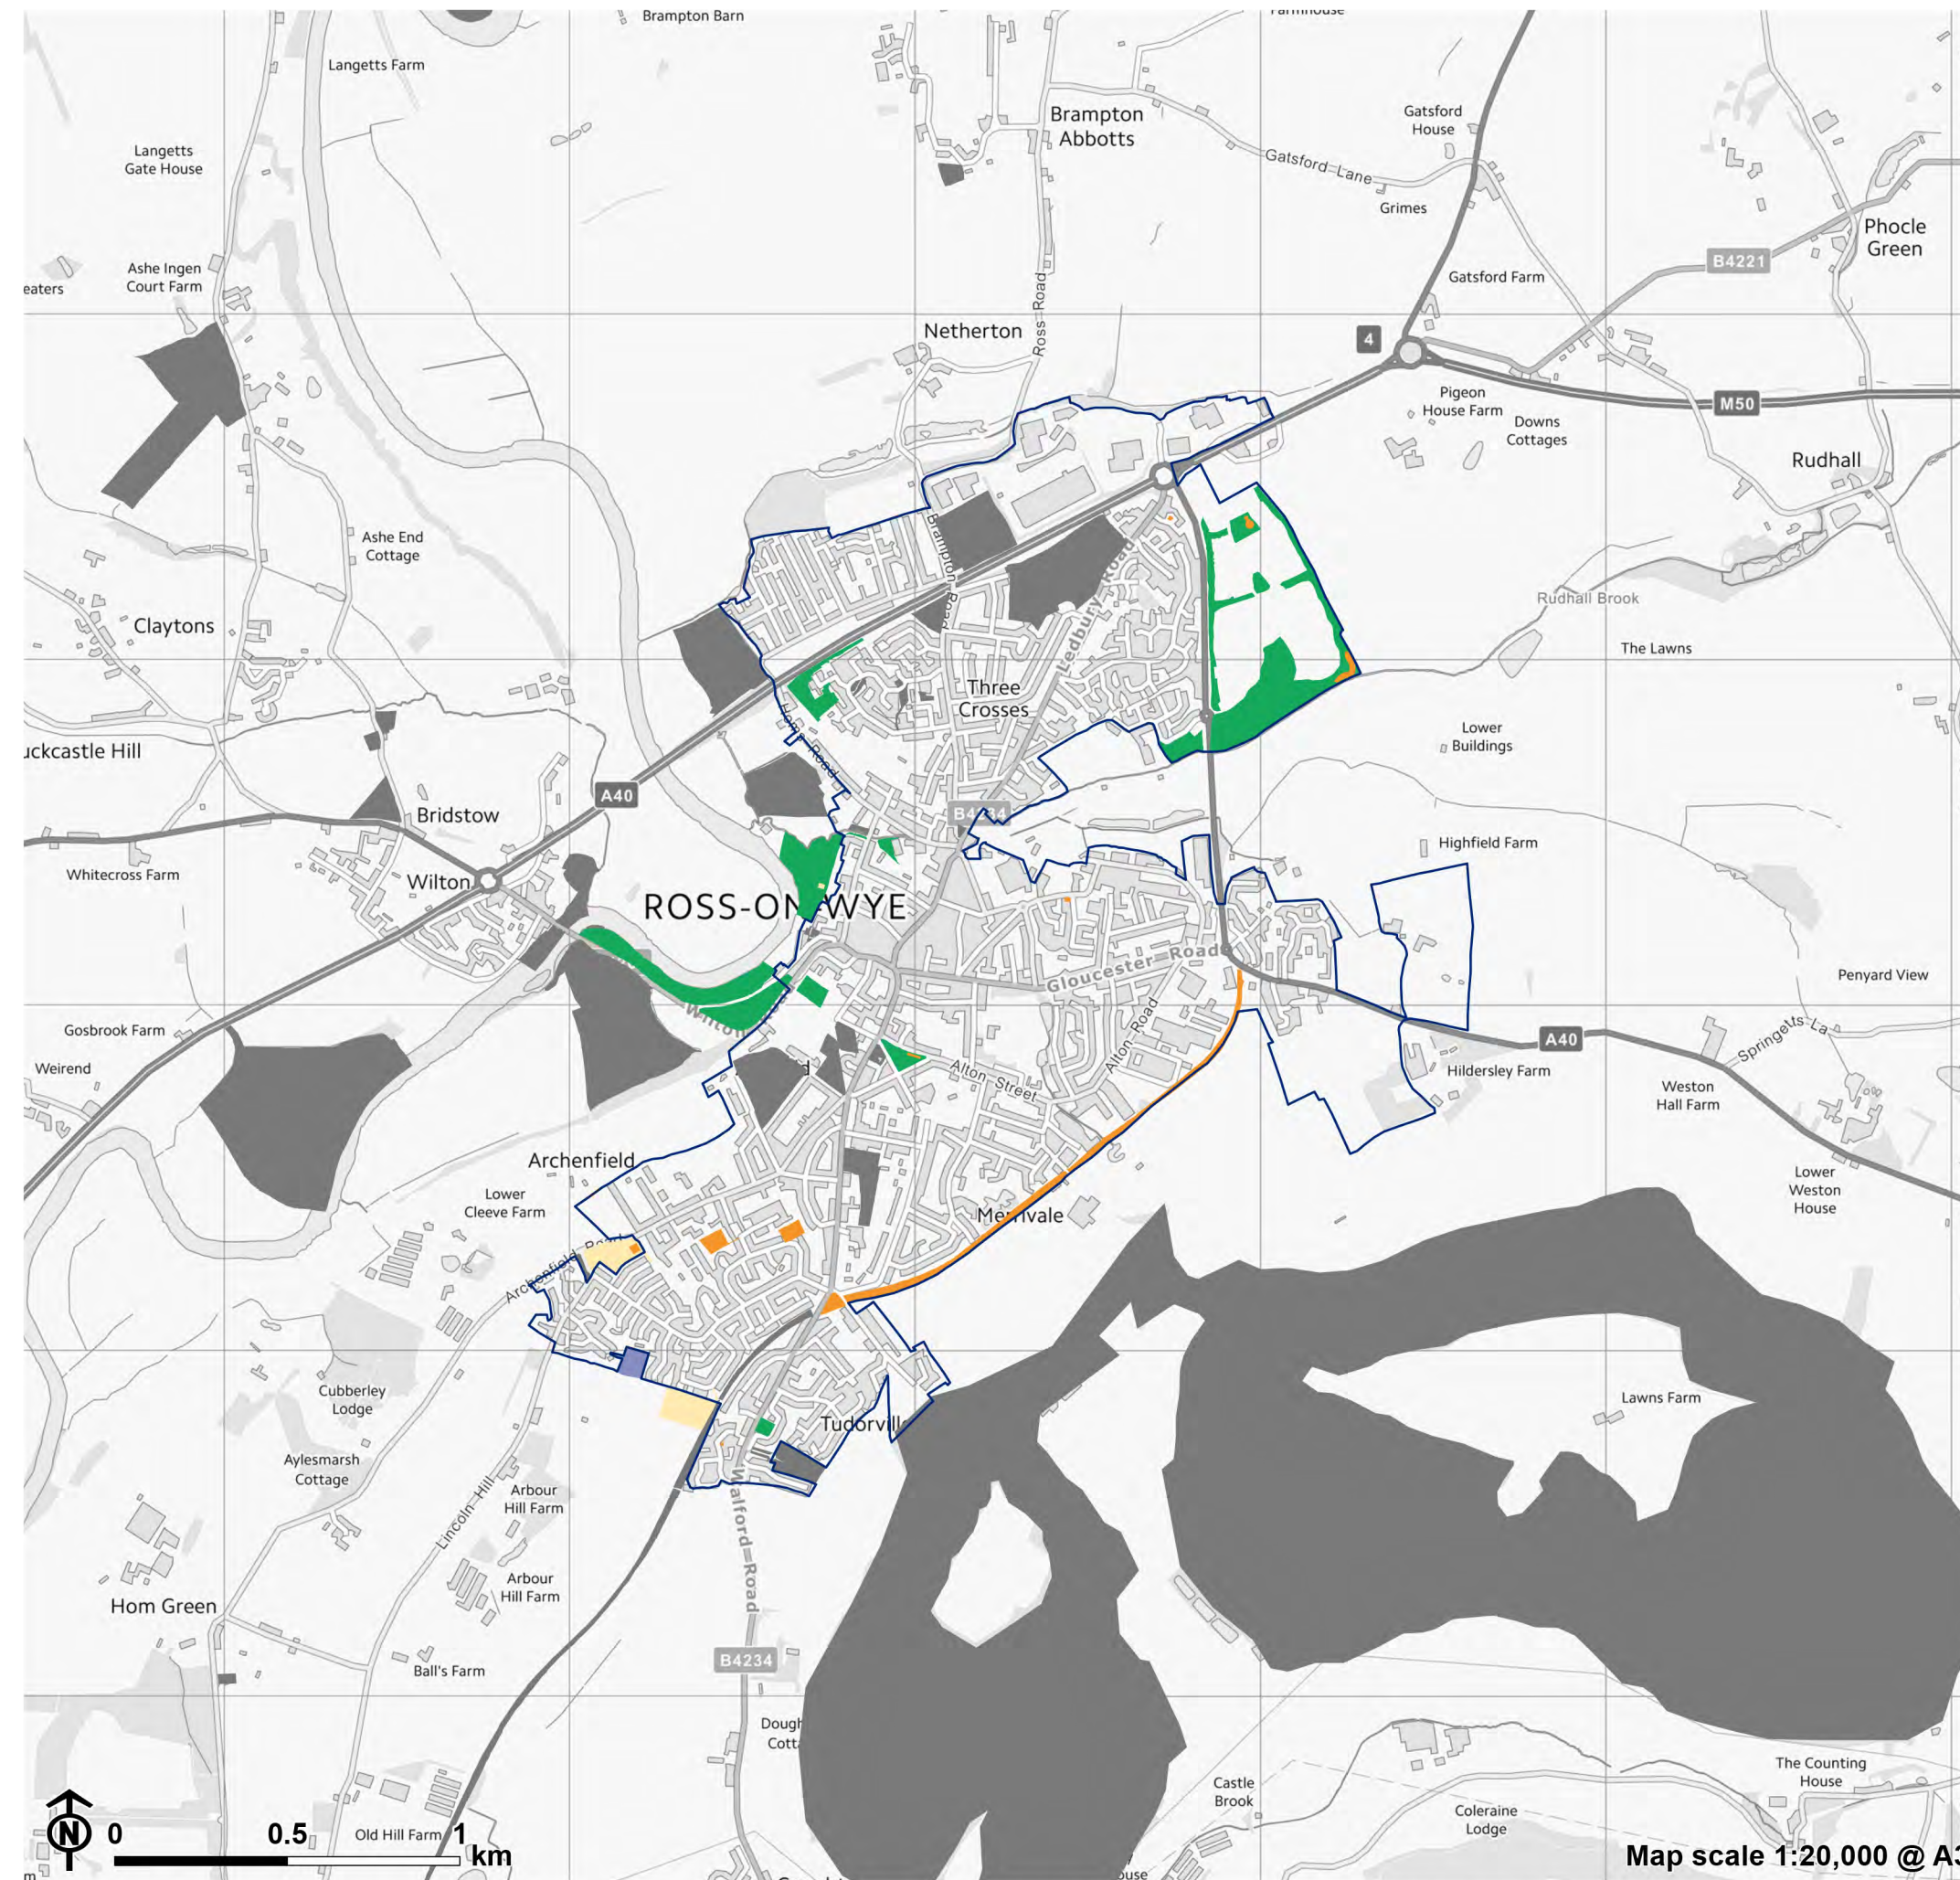 Brampton Barn
Langetts Farm
Brampton
Abbotts
Gatsford
House
Langetts
Gate House
Gatsford Lane
Grimes
Phocle
Green
B4221
Ashe Ingen
Court Farm
Gatsford Farm
eaters
Ross Road
Netherton
4
Pigeon
House Farm
M50
Downs
Cottages
Rudhall
Ashe End
Cottage
Brampton Road
Ledbury Road
Rudhall Brook
Claytons
The Lawns
Three
Crosses
Homs Road
Lower
Buildings
uckcastle Hill
A40
Bridstow
B4234
Highfield Farm
Whitecross Farm
Wilton
ROSS-ON-WYE
Gloucester Road
Penyard View
Wilton Road
Gosbrook Farm
Alton Road
A40
Springetts La
Weirend
Alton Street
Hildersley Farm
Weston
Hall Farm
Archenfield
Lower
Cleeve Farm
Lower
Weston
House
Merrivale
Archenfield Road
Cubberley
Lodge
Lawns Farm
Tudorville
Aylesmarsh
Cottage
Lincoln Hill
Arbour
Hill Farm
Walford Road
Arbour
Hill Farm
Hom Green
Ball's Farm
B4234
Dough
Cotta
The Counting
House
Castle
Brook
Coleraine
Lodge
Old Hill Farm
N
0 0.5 1
km
Map scale 1:20,000 @ A3